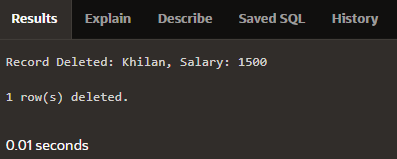 Results Explain Describe Saved SQL History
Record Deleted: Khilan, Salary: 1500
1 row(s) deleted.
0.01 seconds